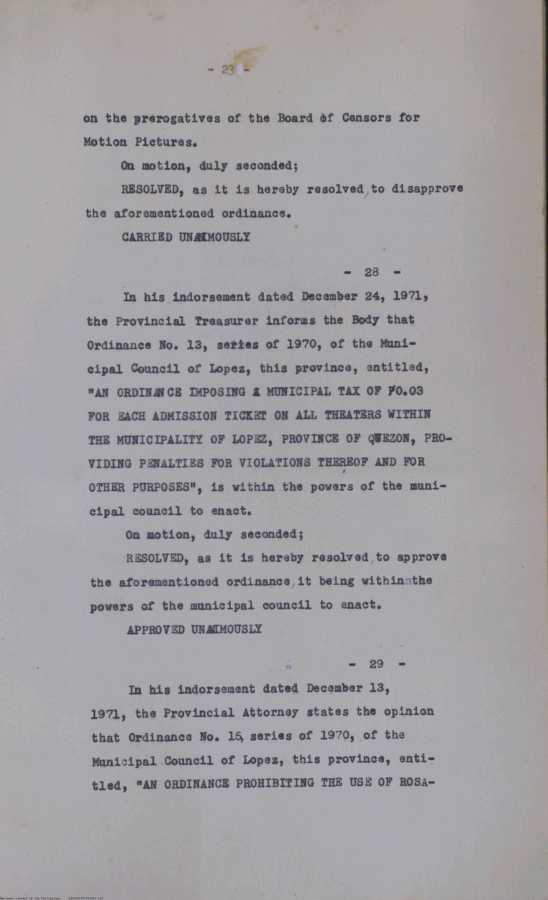 - 23 -
on the prerogatives of the Board of Censors for
Motion Pictures.
On motion, duly seconded;
RESOLVED, as it is hereby resolved, to disapprove
the aforementioned ordinance.
CARRIED UNAIMOUSLY
- 28 -
In his indorsement dated December 24, 1971,
the Provincial Treasurer informs the Body that
Ordinance No. 13, series of 1970, of the Muni-
cipal Council of Lopez, this province, entitled,
"AN ORDINANCE IMPOSING A MUNICIPAL TAX OF ₱0.03
FOR EACH ADMISSION TICKET ON ALL THEATERS WITHIN
THE MUNICIPALITY OF LOPEZ, PROVINCE OF QUEZON, PRO-
VIDING PENALTIES FOR VIOLATIONS THEREOF AND FOR
OTHER PURPOSES", is within the powers of the muni-
cipal council to enact.
On motion, duly seconded;
RESOLVED, as it is hereby resolved, to approve
the aforementioned ordinance, it being within the
powers of the municipal council to enact.
APPROVED UNAIMOUSLY
- 29 -
In his indorsement dated December 13,
1971, the Provincial Attorney states the opinion
that Ordinance No. 15, series of 1970, of the
Municipal Council of Lopez, this province, enti-
tled, "AN ORDINANCE PROHIBITING THE USE OF ROSA-